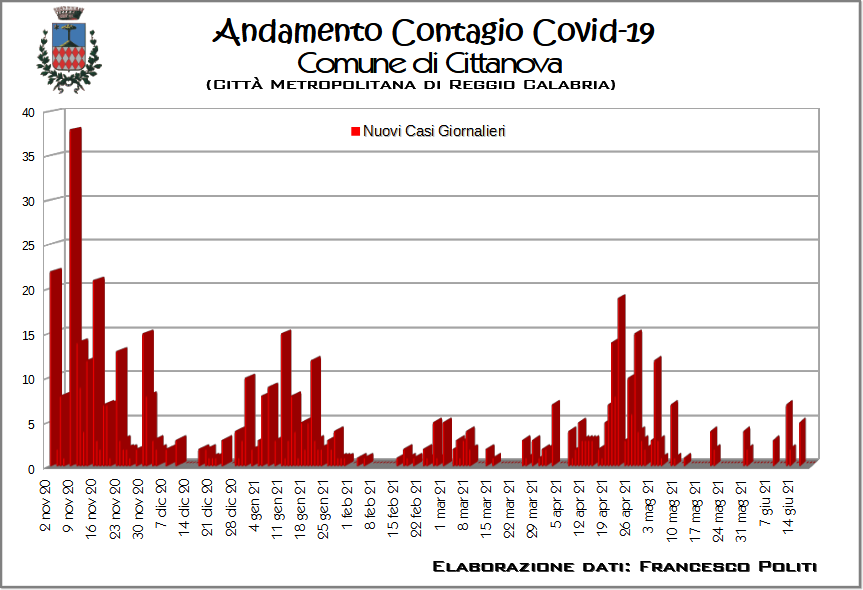 Andamento Contagio Covid-19
Comune di Cittanova
(Città Metropolitana di Reggio Calabria)
Nuovi Casi Giornalieri
40
35
30
25
20
15
10
5
0
2 nov 20
9 nov 20
16 nov 20
23 nov 20
30 nov 20
7 dic 20
14 dic 20
21 dic 20
28 dic 20
4 gen 21
11 gen 21
18 gen 21
25 gen 21
1 feb 21
8 feb 21
15 feb 21
22 feb 21
1 mar 21
8 mar 21
15 mar 21
22 mar 21
29 mar 21
5 apr 21
12 apr 21
19 apr 21
26 apr 21
3 mag 21
10 mag 21
17 mag 21
24 mag 21
31 mag 21
7 giu 21
14 giu 21
Elaborazione dati: Francesco Politi